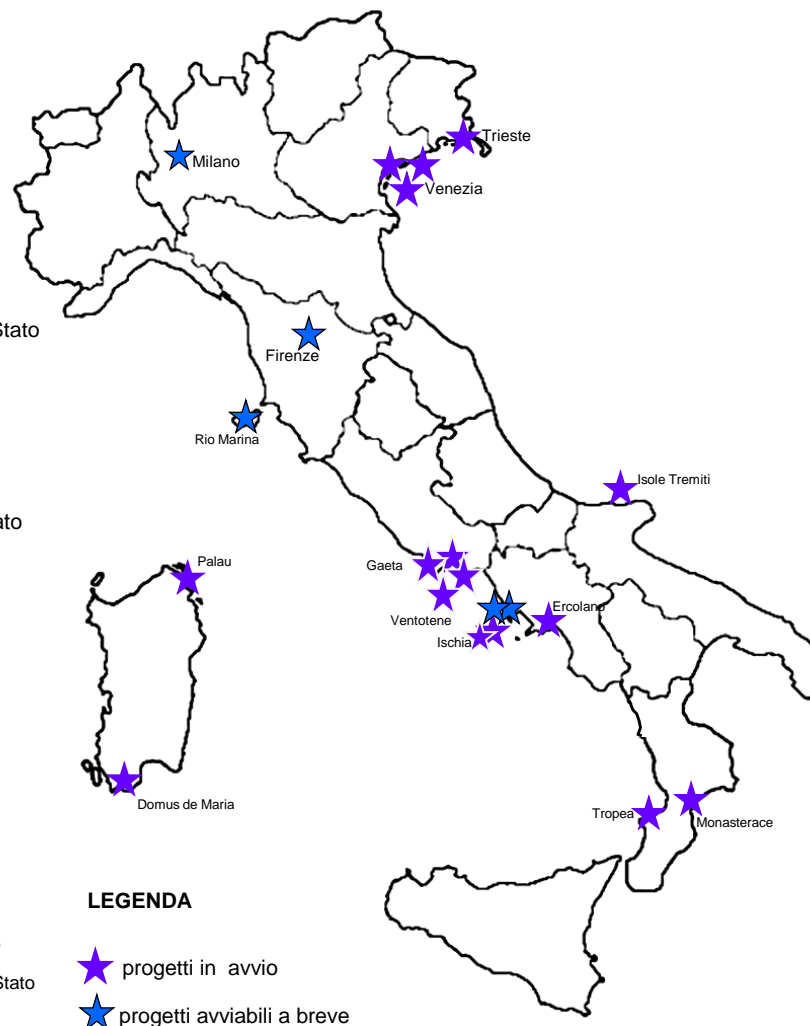 Trieste
Milano
Venezia
Stato
Firenze
Rio Marina
Isole Tremiti
ato
Palau
Gaeta
Ercolano
Ventotene
Ischia
Domus de Maria
Tropea
Monasterace
LEGENDA
progetti in avvio
Stato
progetti avviabili a breve